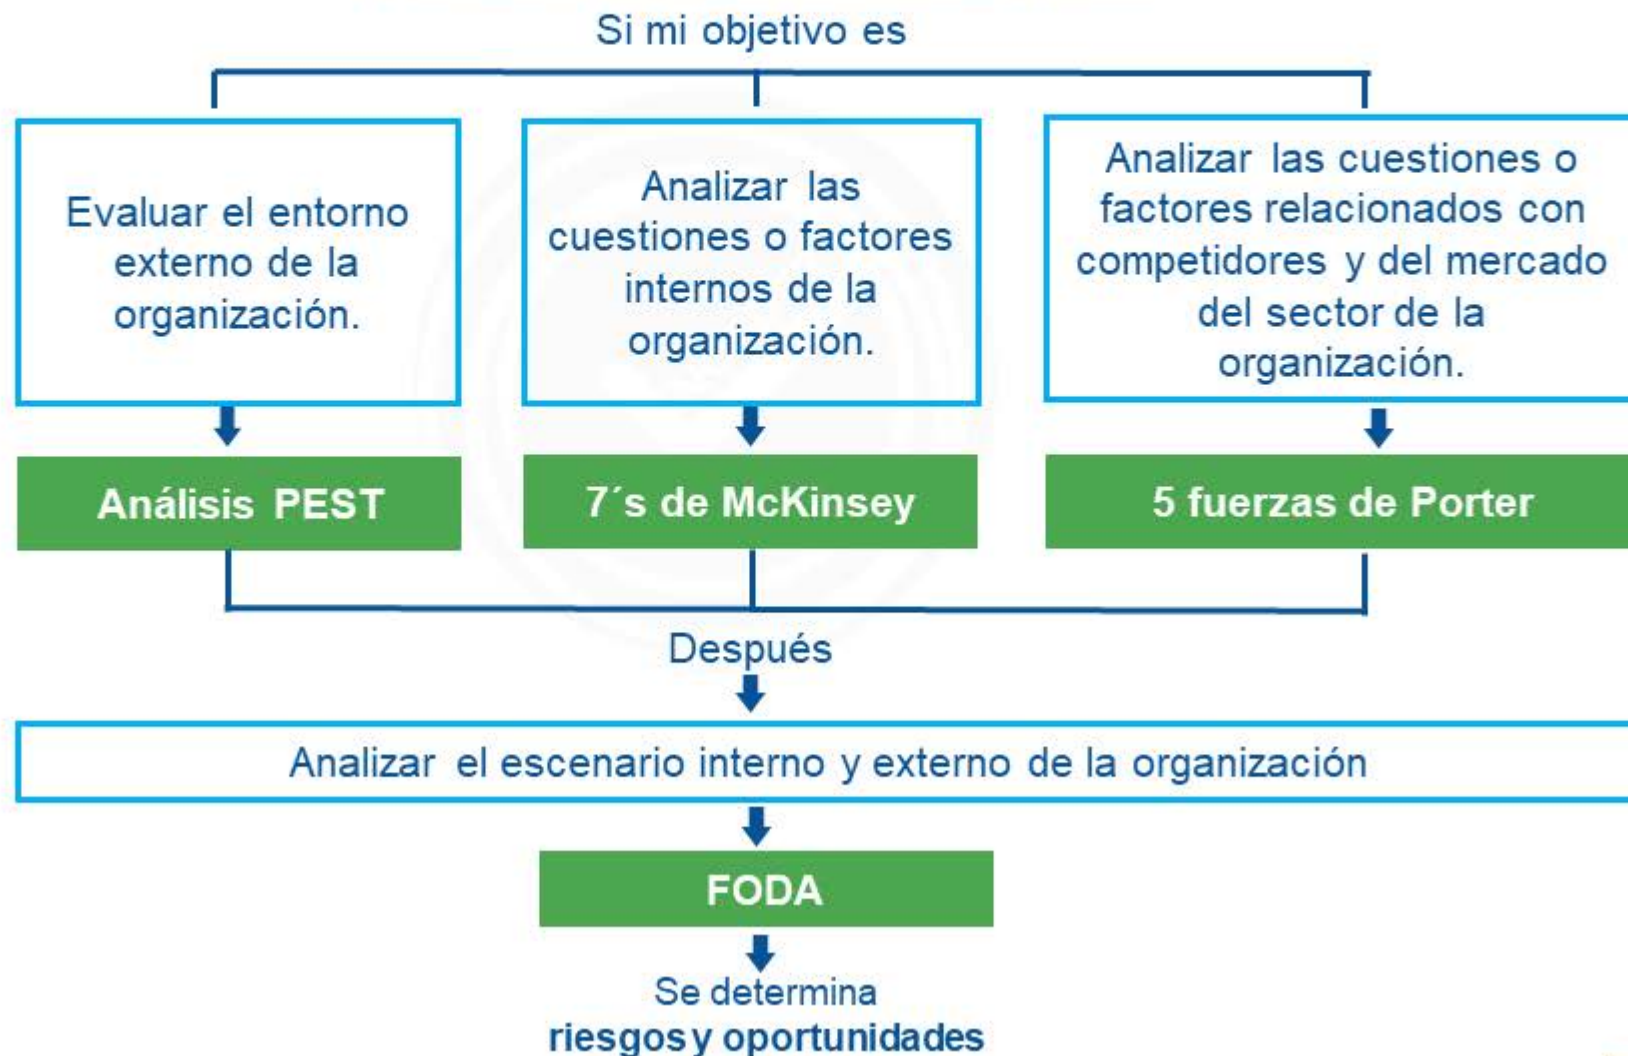 Si mi objetivo es
Evaluar el entorno
externo de la
organización.
Analizar las
cuestiones o factores
internos de la
organización.
Analizar las cuestiones o
factores relacionados con
competidores y del mercado
del sector de la
organización.
Análisis PEST
7´s de McKinsey
5 fuerzas de Porter
Después
Analizar el escenario interno y externo de la organización
FODA
Se determina
riesgos y oportunidades